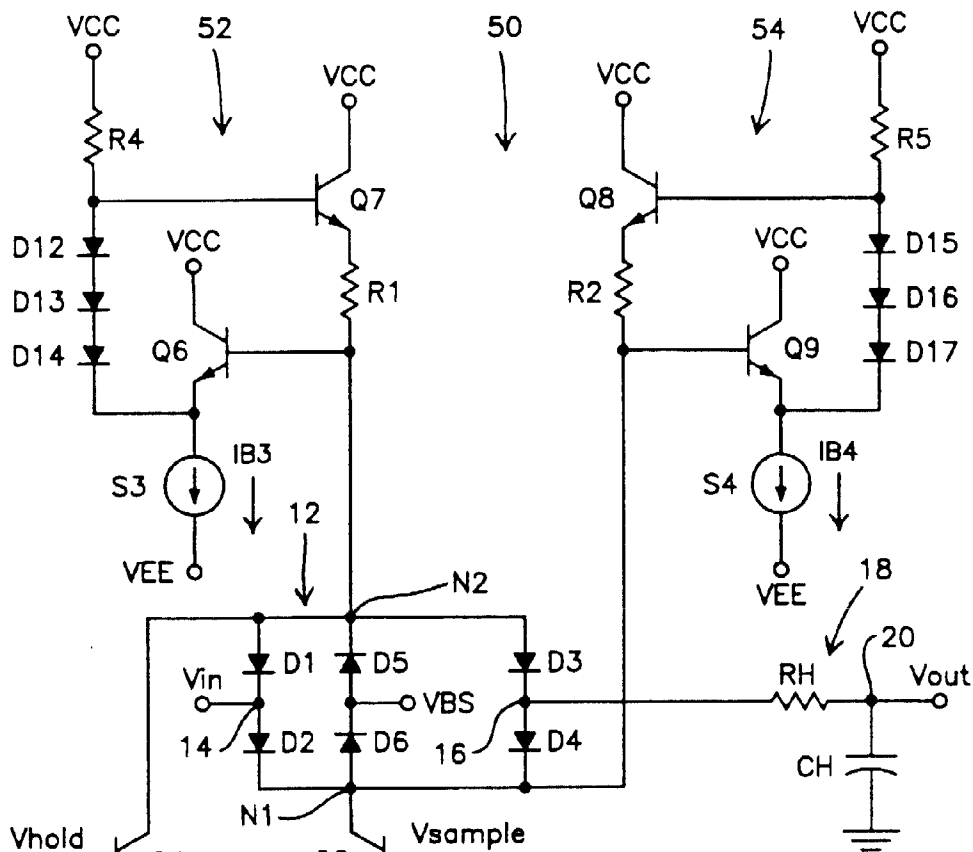 VCC 52 50 54 VCC
VCC VCC
R4 R5
Q7 Q8
D12 VCC VCC D15
D13 R1 R2 D16
D14 Q6 Q9 D17
S3 IB3 S4 IB4
12
VEE N2 VEE 18
20
Vin D1 D5 D3 RH Vout
VBS
14 D2 D6 16 D4 CH
N1
Vhold Vsample